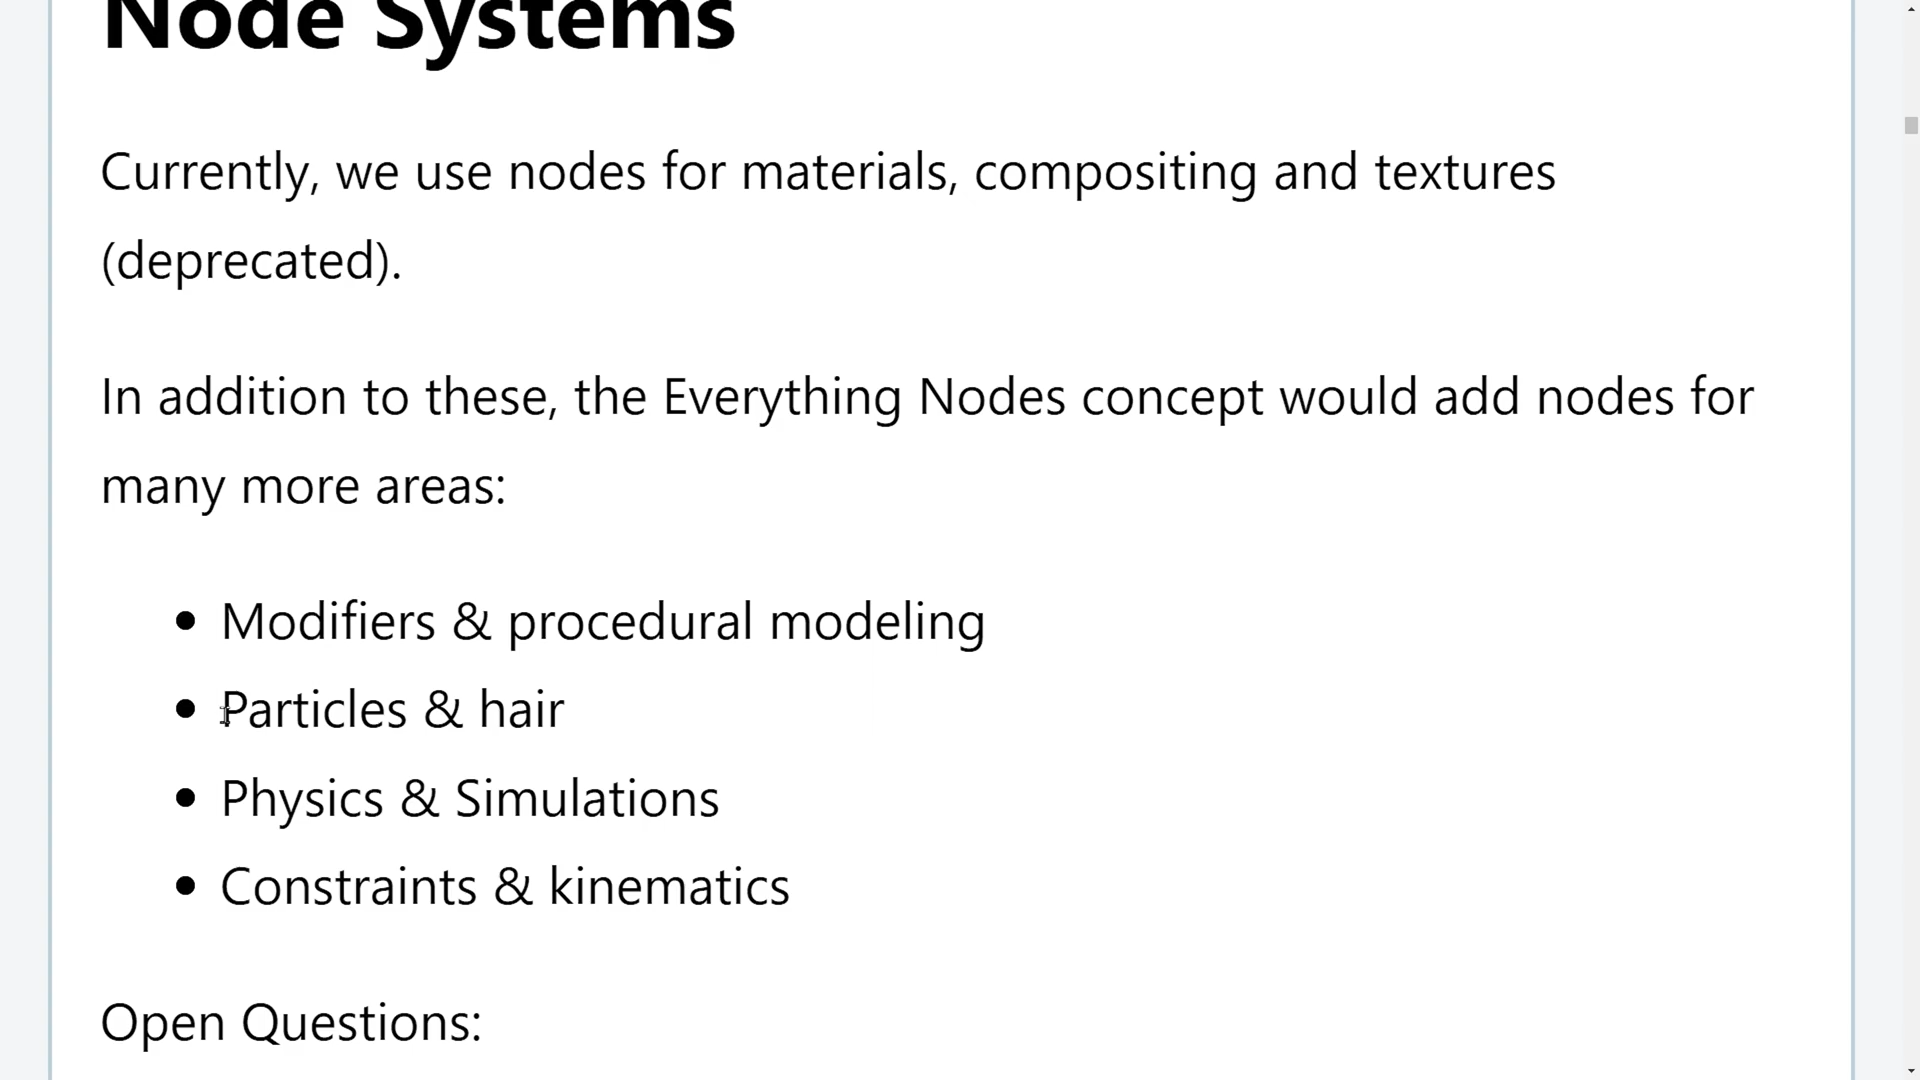 Node Systems
Currently, we use nodes for materials, compositing and textures
(deprecated).
In addition to these, the Everything Nodes concept would add nodes for
many more areas:
• Modifiers & procedural modeling
• Particles & hair
• Physics & Simulations
• Constraints & kinematics
Open Questions: